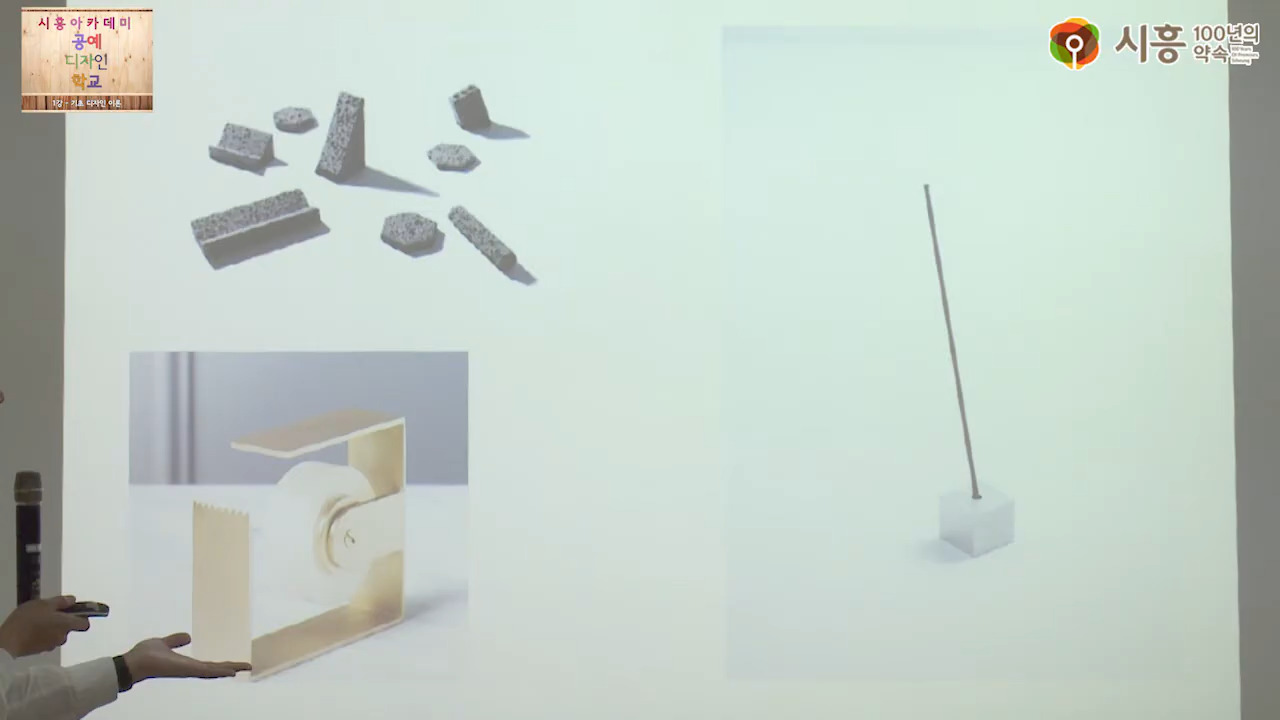 시흥아카데미
공예
디자인
학교
1강 - 기초 디자인 이론
시흥 100년의
약속